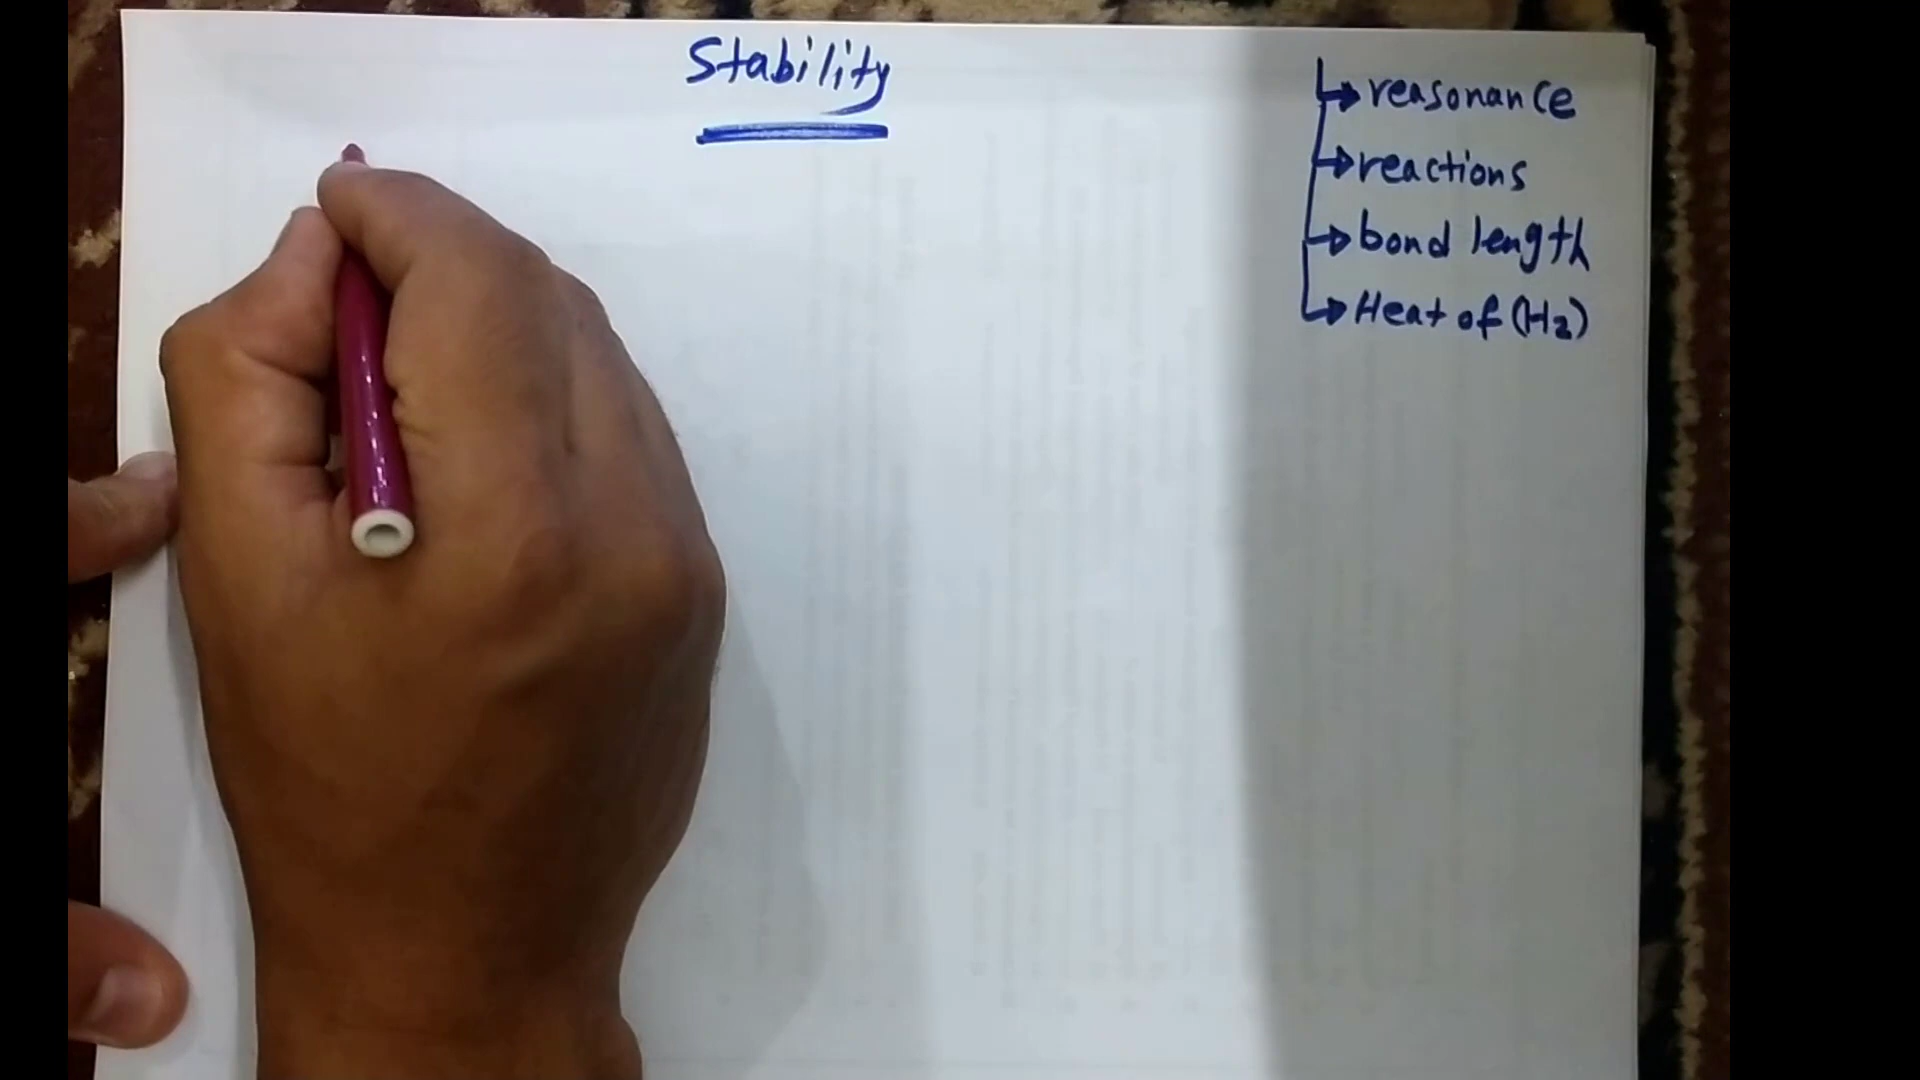 Stability
reasonance
reactions
bond length
Heat of (H₂)